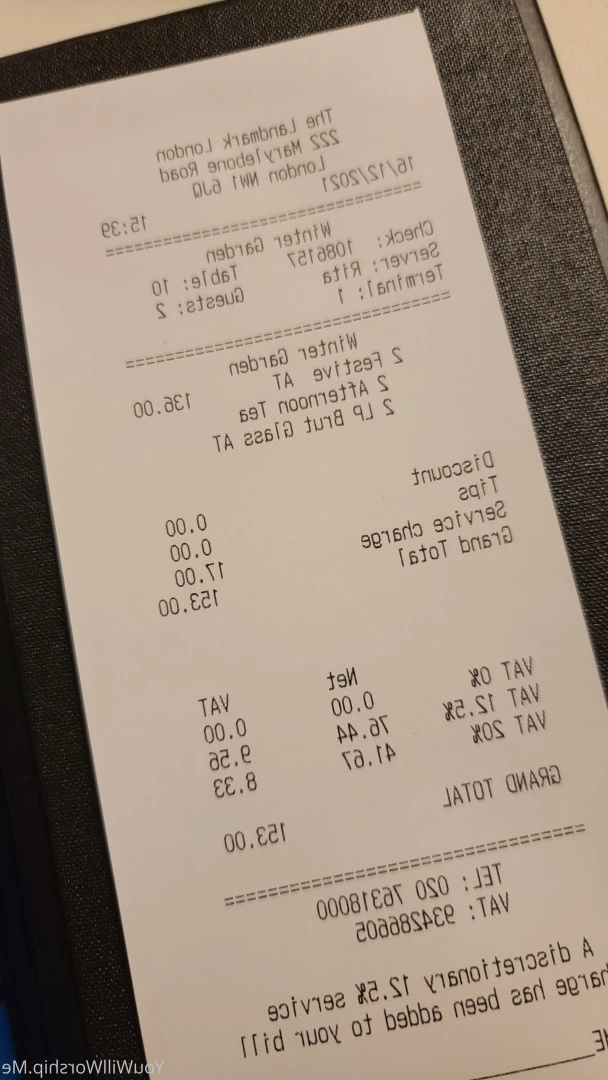 The Landmark London
222 Marylebone Road
London NW1 6JQ
16/12/2021 15:39
================================
Winter Garden
Check: 1086157 Table: 10
Server: Rita Guests: 2
Terminal: 1
================================
Winter Garden
2 Festive AT
2 Afternoon Tea 136.00
2 LP Brut Glass AT
Discount 0.00
Tips 0.00
Service charge 17.00
Grand Total 153.00
Net VAT
VAT 0% 0.00 0.00
VAT 12.5% 76.44 9.56
VAT 20% 41.67 8.33
GRAND TOTAL 153.00
================================
TEL: 020 76318000
VAT: 934286605
A discretionary 12.5% service
charge has been added to your bill
YouWillWorship.Me